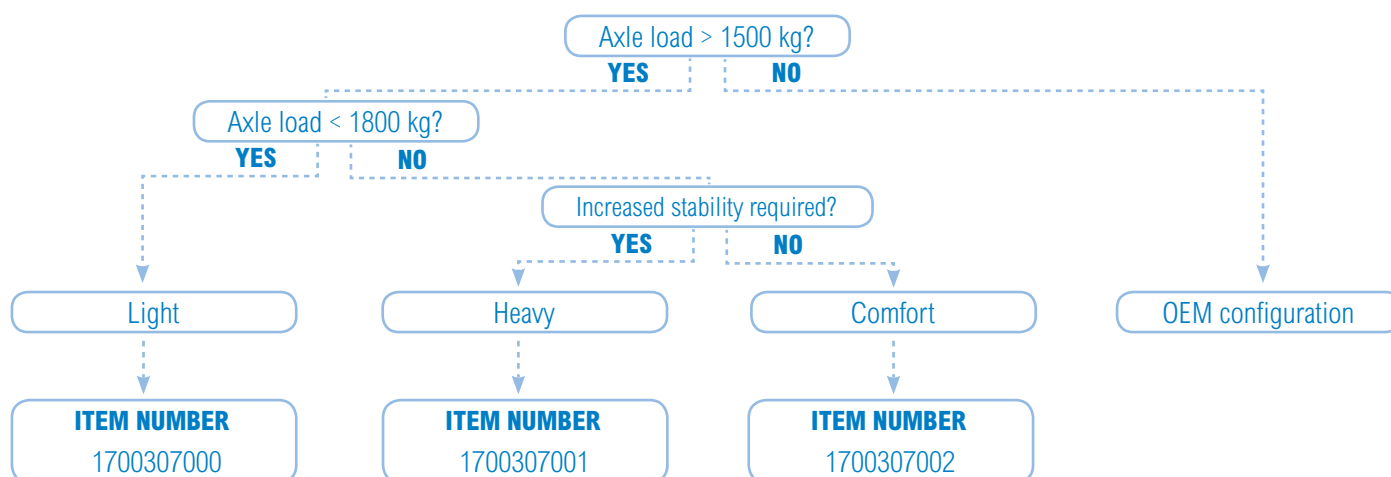 Axle load > 1500 kg?
YES NO
Axle load < 1800 kg?
YES NO
Increased stability required?
YES NO
Light Heavy Comfort OEM configuration
ITEM NUMBER ITEM NUMBER ITEM NUMBER
1700307000 1700307001 1700307002